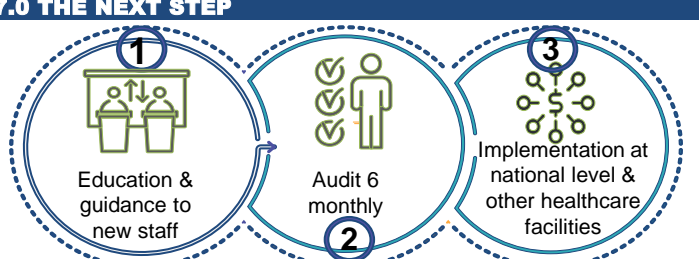 7.0 THE NEXT STEP
1
Education &
guidance to
new staff
Audit 6
monthly
2
3
$
Implementation at
national level &
other healthcare
facilities